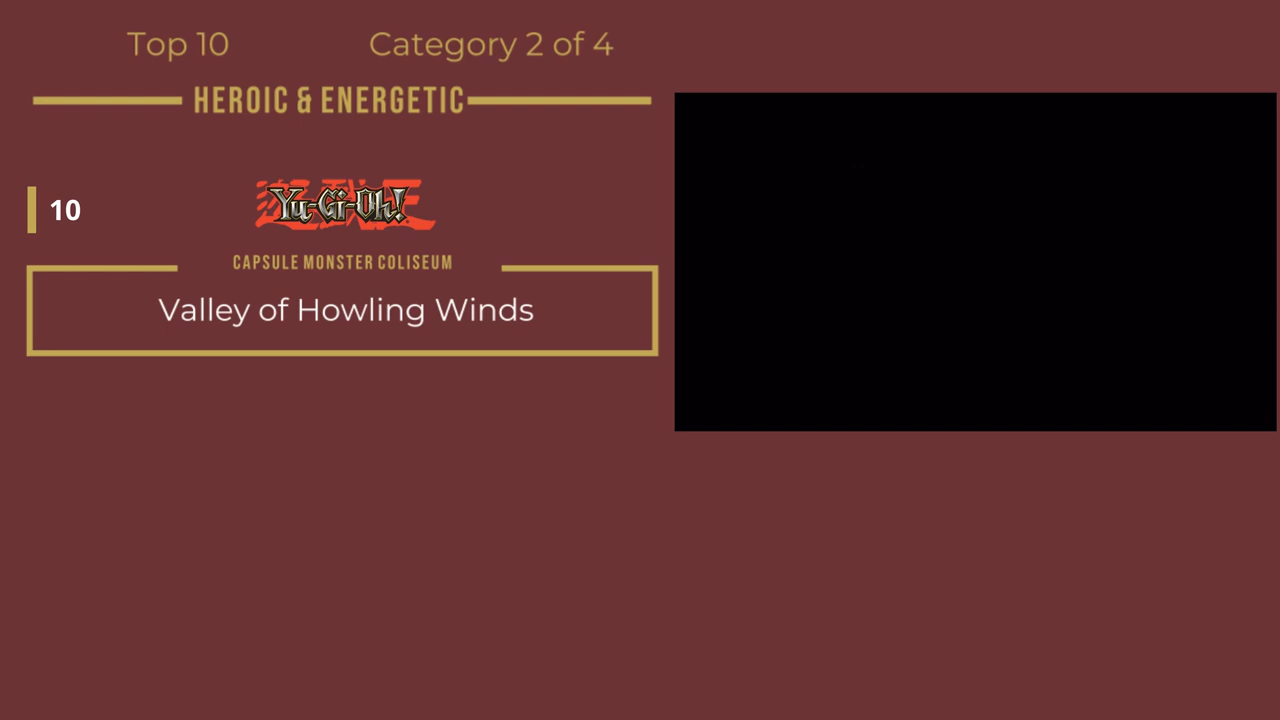 Top 10
Category 2 of 4
HEROIC & ENERGETIC
10
Yu-Gi-Oh!
CAPSULE MONSTER COLISEUM
Valley of Howling Winds